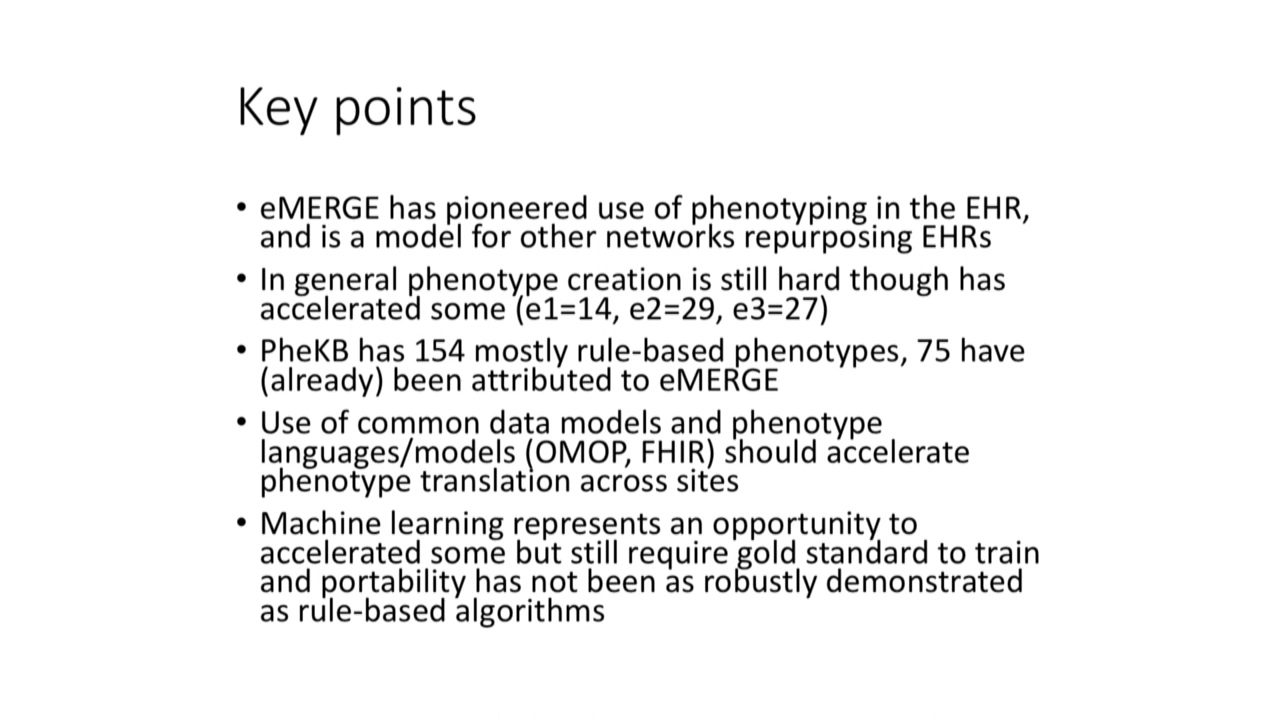 Key points
• eMERGE has pioneered use of phenotyping in the EHR,
and is a model for other networks repurposing EHRs
• In general phenotype creation is still hard though has
accelerated some (e1=14, e2=29, e3=27)
• PheKB has 154 mostly rule-based phenotypes, 75 have
(already) been attributed to eMERGE
• Use of common data models and phenotype
languages/models (OMOP, FHIR) should accelerate
phenotype translation across sites
• Machine learning represents an opportunity to
accelerated some but still require gold standard to train
and portability has not been as robustly demonstrated
as rule-based algorithms